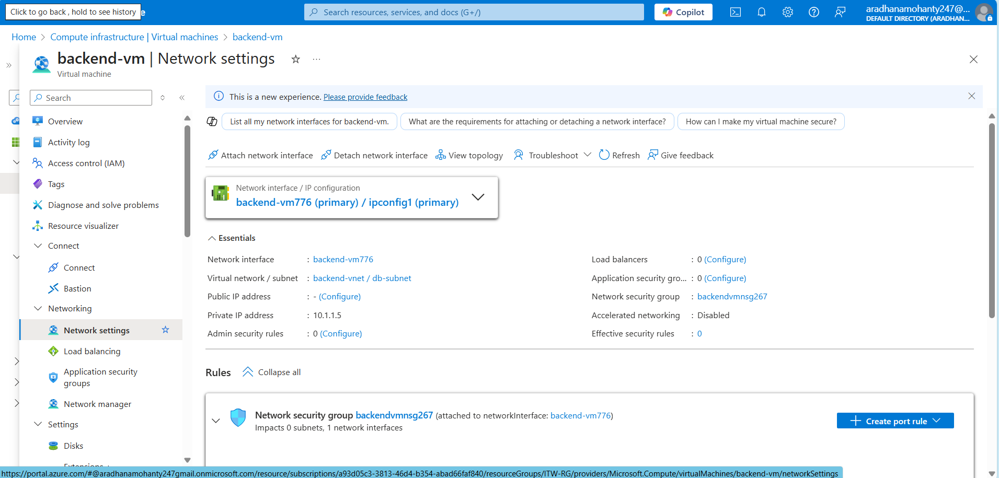 Click to go back , hold to see history e
Search resources, services, and docs (G+/)
Copilot
aradhanamohanty247@...
DEFAULT DIRECTORY (ARADHAN...
Home > Compute infrastructure | Virtual machines > backend-vm
backend-vm | Network settings
Virtual machine
Search
Overview
Activity log
Access control (IAM)
Tags
Diagnose and solve problems
Resource visualizer
Connect
Connect
Bastion
Networking
Network settings
Load balancing
Application security
groups
Network manager
Settings
Disks
Extensions +
This is a new experience. Please provide feedback
List all my network interfaces for backend-vm.
What are the requirements for attaching or detaching a network interface?
How can I make my virtual machine secure?
Attach network interface
Detach network interface
View topology
Troubleshoot
Refresh
Give feedback
Network interface / IP configuration
backend-vm776 (primary) / ipconfig1 (primary)
Essentials
Network interface : backend-vm776
Virtual network / subnet : backend-vnet / db-subnet
Public IP address : - (Configure)
Private IP address : 10.1.1.5
Admin security rules : 0 (Configure)
Load balancers : 0 (Configure)
Application security gro... : 0 (Configure)
Network security group : backendvmnsg267
Accelerated networking : Disabled
Effective security rules : 0
Rules
Collapse all
Network security group backendvmnsg267 (attached to networkInterface: backend-vm776)
Impacts 0 subnets, 1 network interfaces
Create port rule
https://portal.azure.com/#@aradhanamohanty247gmail.onmicrosoft.com/resource/subscriptions/a93d05c3-3813-46d4-b354-abad66faf840/resourceGroups/ITW-RG/providers/Microsoft.Compute/virtualMachines/backend-vm/networkSettings